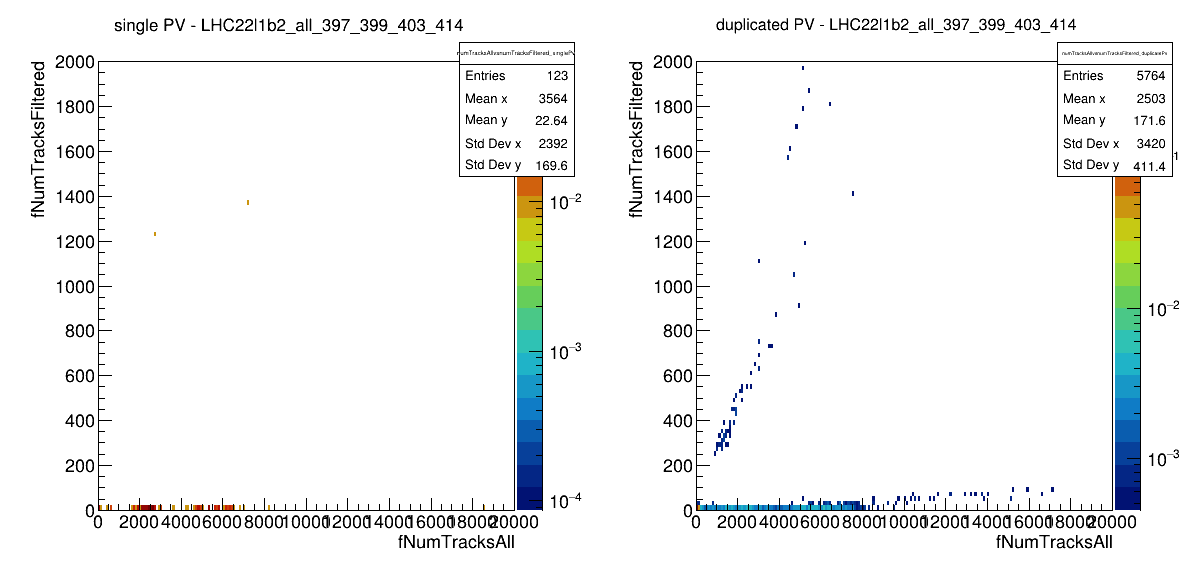 single PV - LHC22l1b2_all_397_399_403_414
fNumTracksFiltered
2000
1800
1600
1400
1200
1000
800
600
400
200
0
0 2000 4000 6000 8000 10000 12000 14000 16000 18000 20000
fNumTracksAll
Entries 123
Mean x 3564
Mean y 22.64
Std Dev x 2392
Std Dev y 169.6
10−2
10−3
10−4
duplicated PV - LHC22l1b2_all_397_399_403_414
fNumTracksFiltered
2000
1800
1600
1400
1200
1000
800
600
400
200
0
0 2000 4000 6000 8000 10000 12000 14000 16000 18000 20000
fNumTracksAll
numTracksAllvsnumTracksFiltered_duplicatePv
Entries 5764
Mean x 2503
Mean y 171.6
Std Dev x 3420
Std Dev y 411.4
10−2
10−3